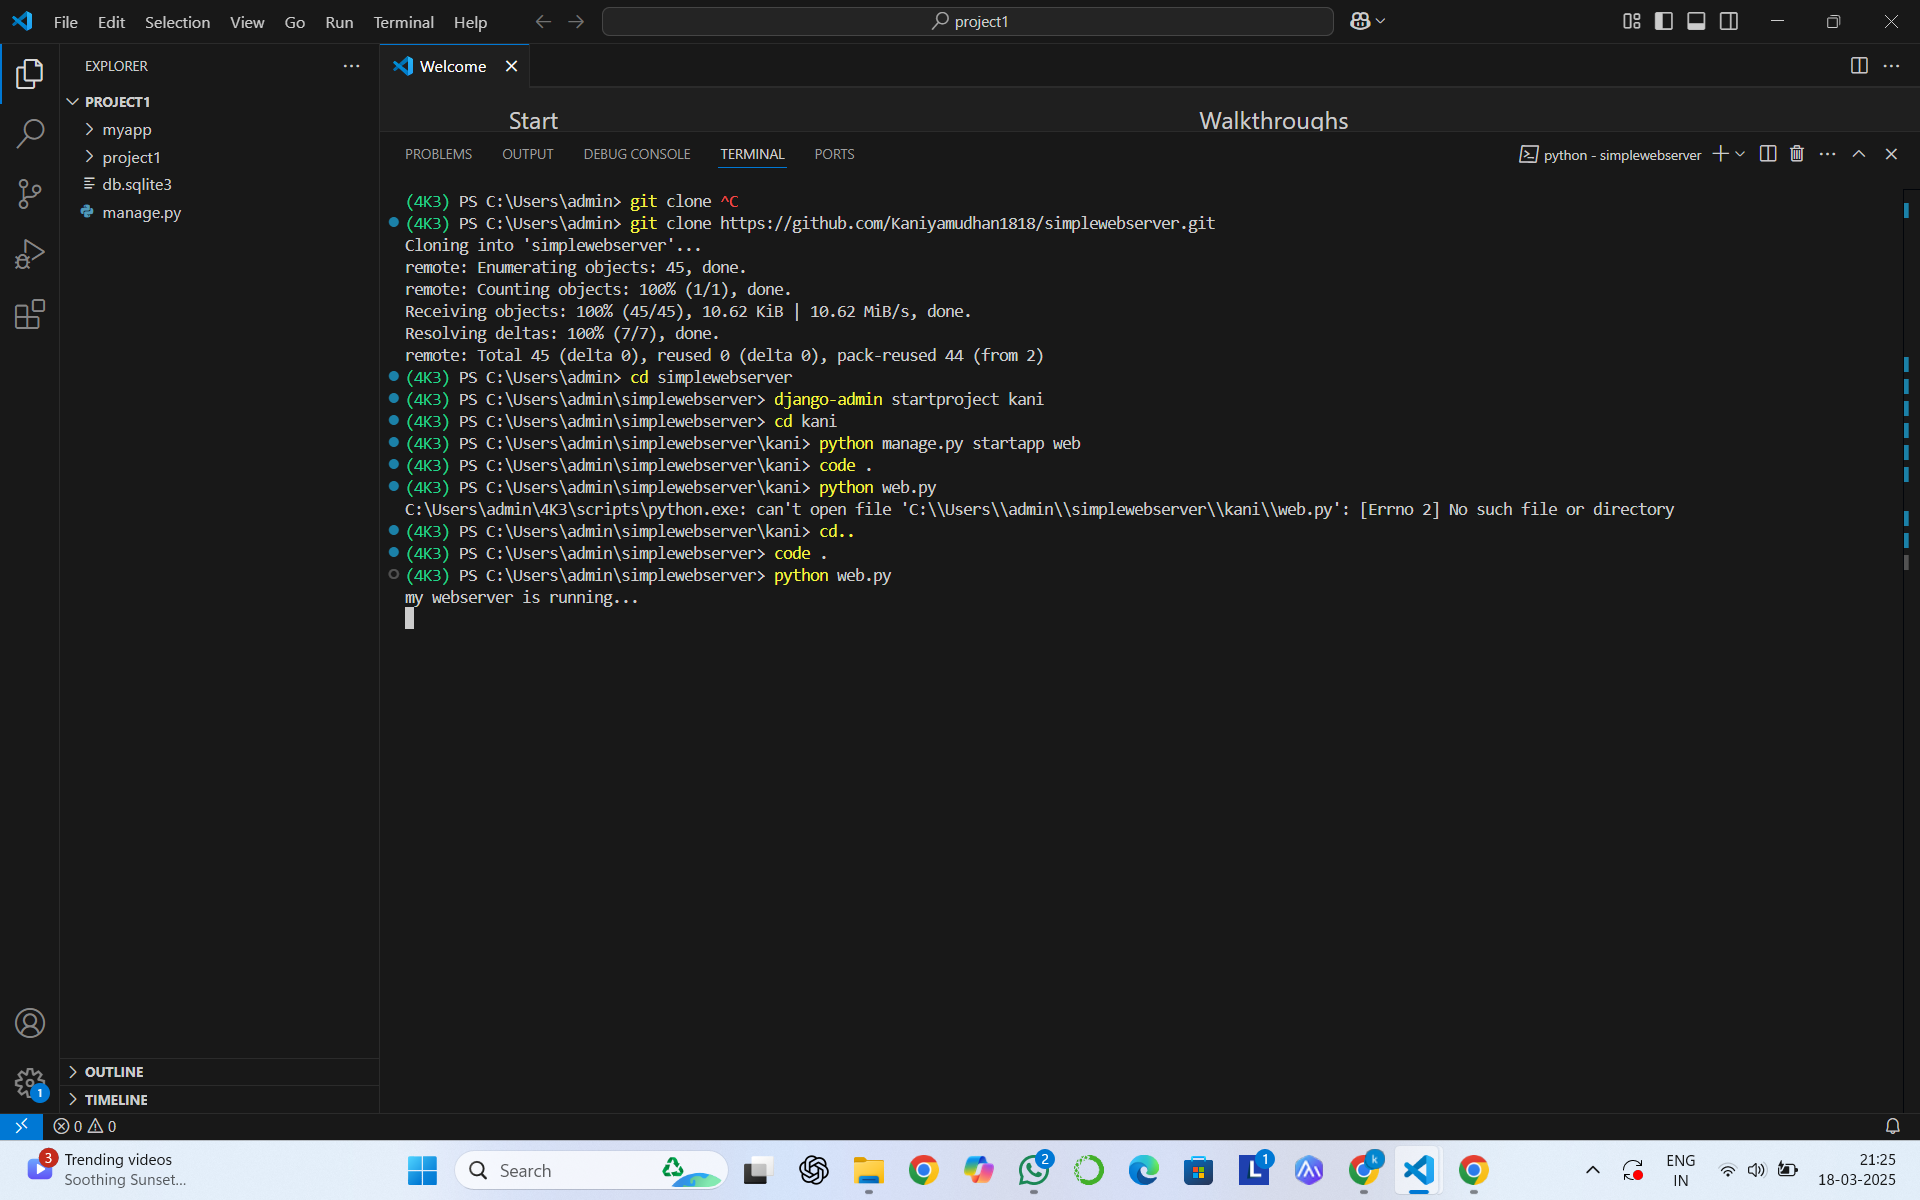 File Edit Selection View Go Run Terminal Help
project1
EXPLORER
Welcome
PROJECT1
myapp
project1
db.sqlite3
manage.py
Start
Walkthroughs
PROBLEMS OUTPUT DEBUG CONSOLE TERMINAL PORTS
python - simplewebserver
(4K3) PS C:\Users\admin> git clone ^C
(4K3) PS C:\Users\admin> git clone https://github.com/Kaniyamudhan1818/simplewebserver.git
Cloning into 'simplewebserver'...
remote: Enumerating objects: 45, done.
remote: Counting objects: 100% (1/1), done.
Receiving objects: 100% (45/45), 10.62 KiB | 10.62 MiB/s, done.
Resolving deltas: 100% (7/7), done.
remote: Total 45 (delta 0), reused 0 (delta 0), pack-reused 44 (from 2)
(4K3) PS C:\Users\admin> cd simplewebserver
(4K3) PS C:\Users\admin\simplewebserver> django-admin startproject kani
(4K3) PS C:\Users\admin\simplewebserver> cd kani
(4K3) PS C:\Users\admin\simplewebserver\kani> python manage.py startapp web
(4K3) PS C:\Users\admin\simplewebserver\kani> code .
(4K3) PS C:\Users\admin\simplewebserver\kani> python web.py
C:\Users\admin\4K3\scripts\python.exe: can't open file 'C:\\Users\\admin\\simplewebserver\\kani\\web.py': [Errno 2] No such file or directory
(4K3) PS C:\Users\admin\simplewebserver\kani> cd..
(4K3) PS C:\Users\admin\simplewebserver> code .
(4K3) PS C:\Users\admin\simplewebserver> python web.py
my webserver is running...
OUTLINE
TIMELINE
1
0 0
3
Trending videos
Soothing Sunset...
Search
2
L 1
k
ENG
IN
21:25
18-03-2025